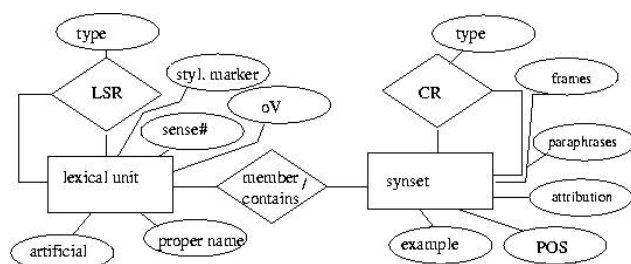 type
type
styl. marker
frames
LSR
CR
oV
sense#
paraphrases
lexical unit
member /
contains
synset
attribution
artificial
proper name
example
POS